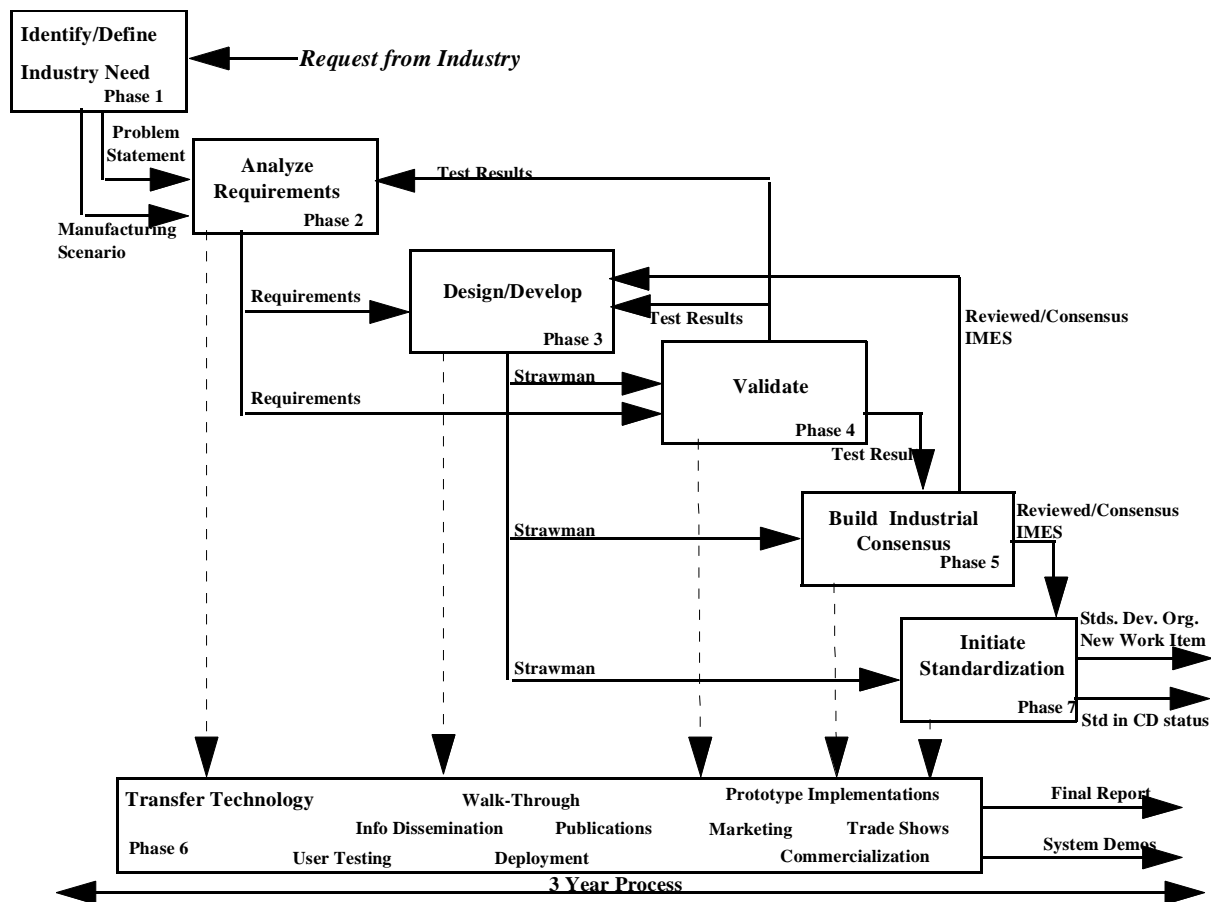 Identify/Define
Industry Need
Phase 1
Request from Industry
Problem
Statement
Manufacturing
Scenario
Analyze
Requirements
Phase 2
Test Results
Requirements
Design/Develop
Phase 3
Test Results
Reviewed/Consensus
IMES
Strawman
Requirements
Validate
Phase 4
Test Resul
Strawman
Build Industrial
Consensus
Phase 5
Reviewed/Consensus
IMES
Strawman
Initiate
Standardization
Phase 7
Stds. Dev. Org.
New Work Item
Std in CD status
Transfer Technology
Walk-Through
Prototype Implementations
Info Dissemination
Publications
Marketing
Trade Shows
Phase 6
User Testing
Deployment
Commercialization
Final Report
System Demos
3 Year Process